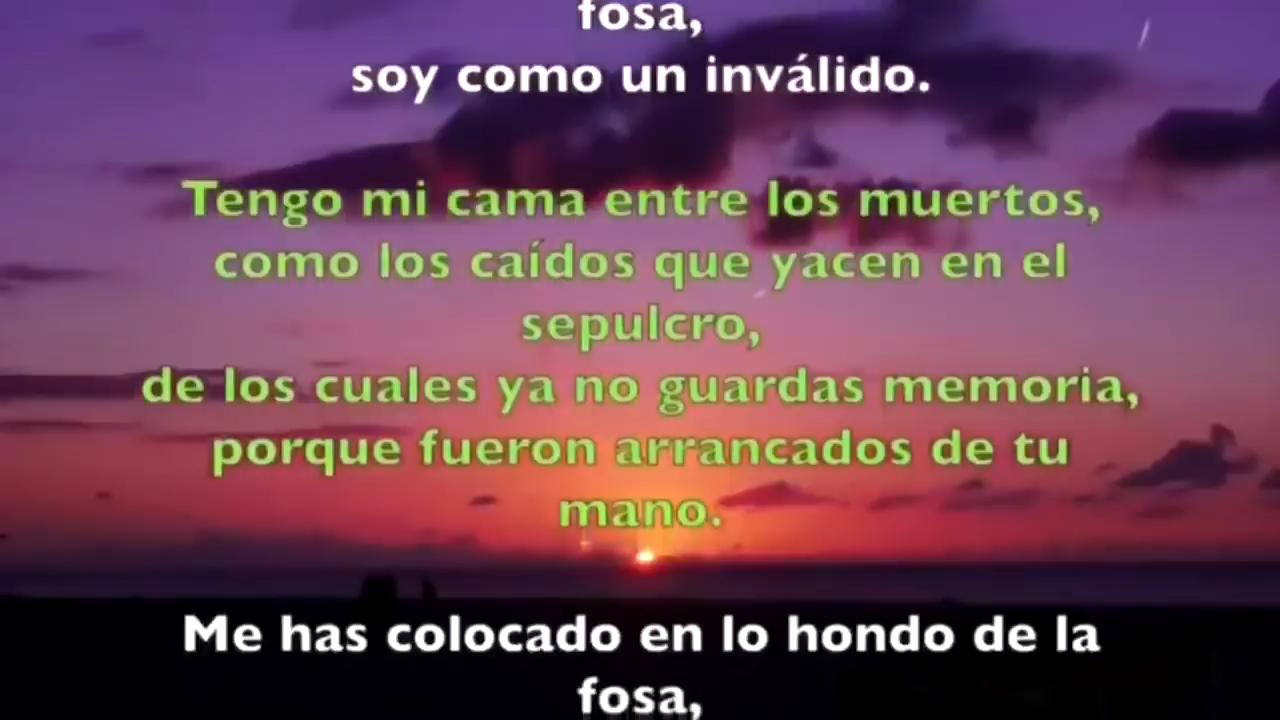 fosa,
soy como un inválido.
Tengo mi cama entre los muertos,
como los caídos que yacen en el
sepulcro,
de los cuales ya no guardas memoria,
porque fueron arrancados de tu
mano.
Me has colocado en lo hondo de la
fosa,